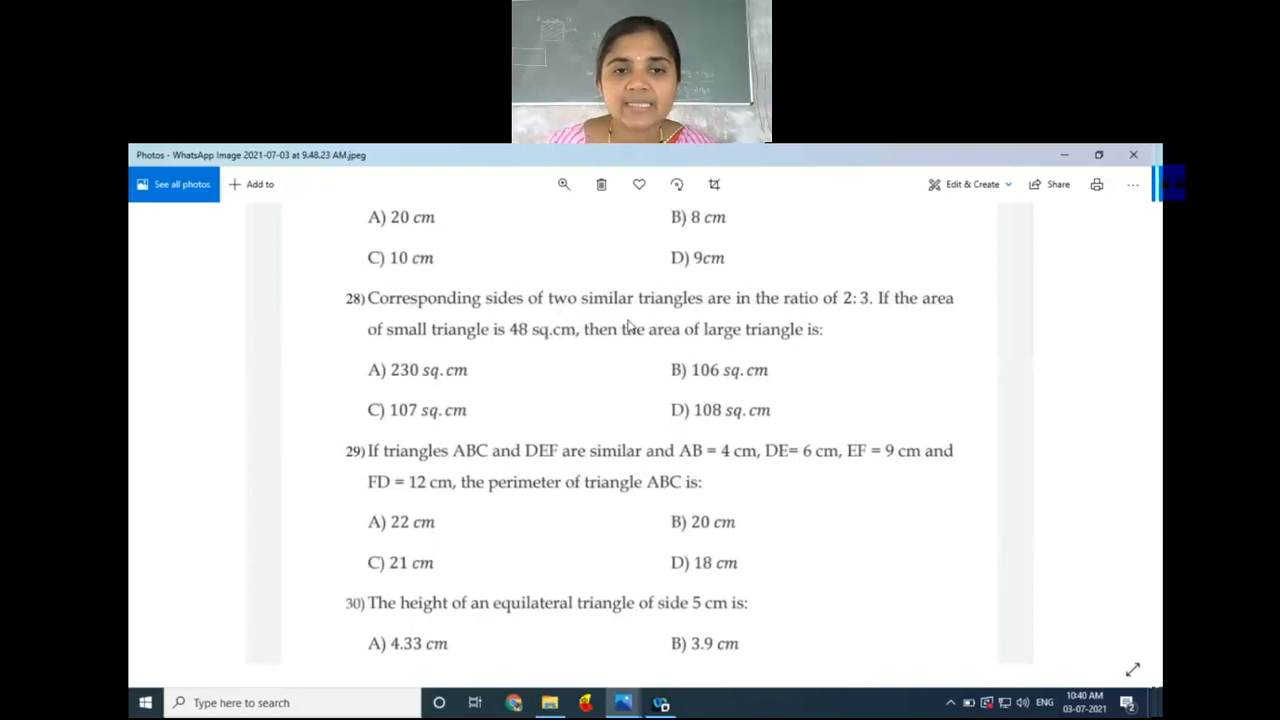 Photos - WhatsApp Image 2021-07-03 at 9.48.23 AM.jpeg
See all photos
Add to
Edit & Create
Share
A) 20 cm
B) 8 cm
C) 10 cm
D) 9cm
28) Corresponding sides of two similar triangles are in the ratio of 2: 3. If the area
of small triangle is 48 sq.cm, then the area of large triangle is:
A) 230 sq. cm
B) 106 sq. cm
C) 107 sq. cm
D) 108 sq. cm
29) If triangles ABC and DEF are similar and AB = 4 cm, DE= 6 cm, EF = 9 cm and
FD = 12 cm, the perimeter of triangle ABC is:
A) 22 cm
B) 20 cm
C) 21 cm
D) 18 cm
30) The height of an equilateral triangle of side 5 cm is:
A) 4.33 cm
B) 3.9 cm
Type here to search
ENG
10:40 AM
03-07-2021
2